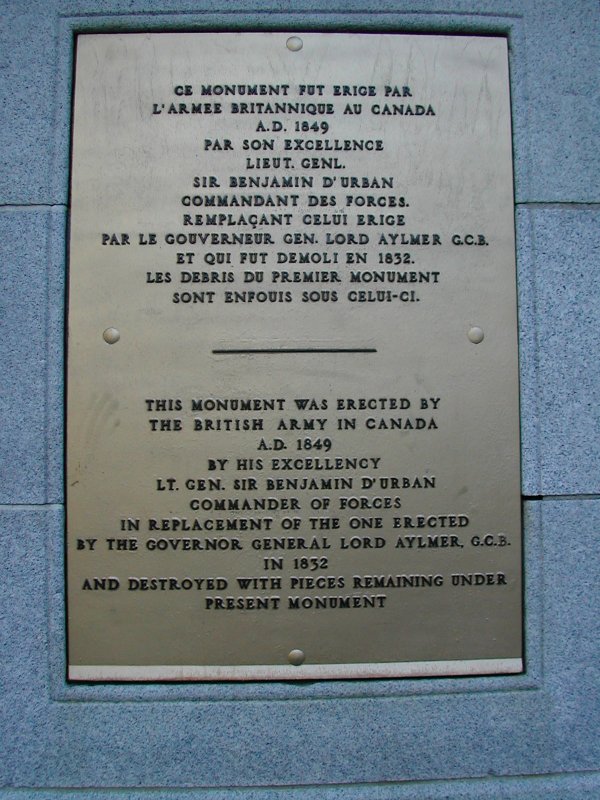 CE MONUMENT FUT ERIGE PAR
L'ARMEE BRITANNIQUE AU CANADA
A.D. 1849
PAR SON EXCELLENCE
LIEUT. GENL.
SIR BENJAMIN D'URBAN
COMMANDANT DES FORCES.
REMPLAÇANT CELUI ERIGE
PAR LE GOUVERNEUR GEN. LORD AYLMER G.C.B.
ET QUI FUT DEMOLI EN 1832.
LES DEBRIS DU PREMIER MONUMENT
SONT ENFOUIS SOUS CELUI-CI.
THIS MONUMENT WAS ERECTED BY
THE BRITISH ARMY IN CANADA
A.D. 1849
BY HIS EXCELLENCY
LT. GEN. SIR BENJAMIN D'URBAN
COMMANDER OF FORCES
IN REPLACEMENT OF THE ONE ERECTED
BY THE GOVERNOR GENERAL LORD AYLMER, G.C.B.
IN 1832
AND DESTROYED WITH PIECES REMAINING UNDER
PRESENT MONUMENT